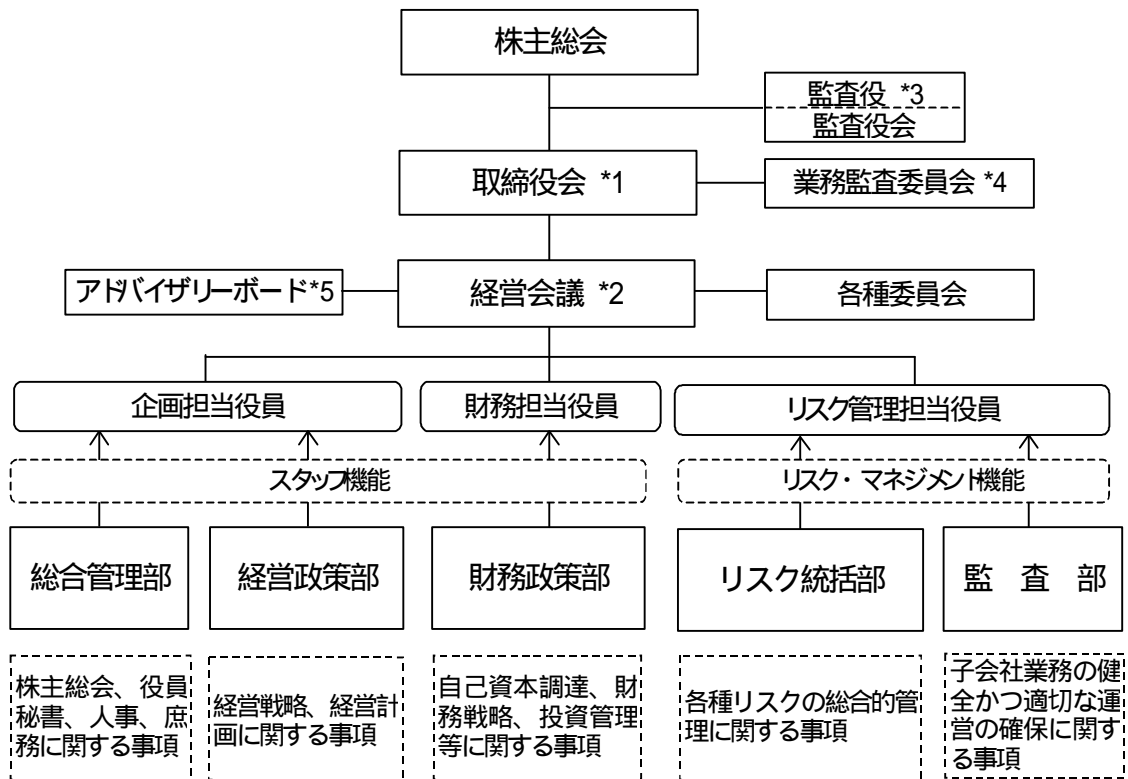 株主総会
監査役 *3
監査役会
取締役会 *1
業務監査委員会 *4
アドバイザリーボード*5
経営会議 *2
各種委員会
企画担当役員
財務担当役員
リスク管理担当役員
スタッフ機能
リスク・マネジメント機能
総合管理部
経営政策部
財務政策部
リスク統括部
監 査 部
株主総会、役員
秘書、人事、庶
務に関する事項
経営戦略、経営計
画に関する事項
自己資本調達、財
務戦略、投資管理
等に関する事項
各種リスクの総合的管
理に関する事項
子会社業務の健
全かつ適切な運
営の確保に関す
る事項